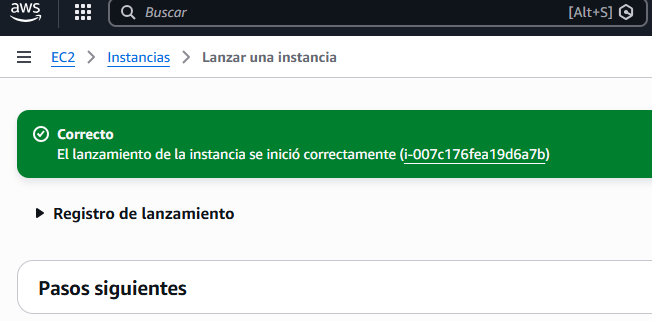 aws
Buscar
[Alt+S]
EC2 > Instancias > Lanzar una instancia
Correcto
El lanzamiento de la instancia se inició correctamente (i-007c176fea19d6a7b)
Registro de lanzamiento
Pasos siguientes